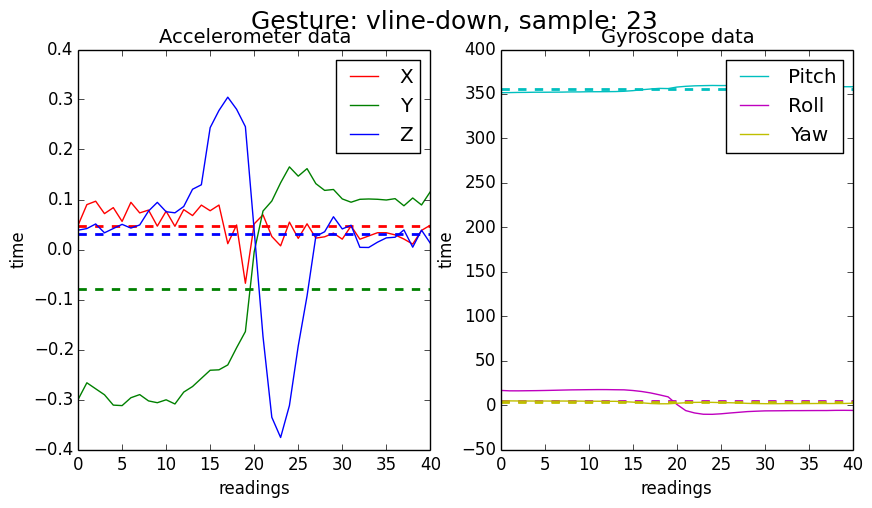 Gesture: vline-down, sample: 23
Accelerometer data
0.4
0.3
0.2
0.1
0.0
−0.1
−0.2
−0.3
−0.4
time
0 5 10 15 20 25 30 35 40
readings
X
Y
Z
Gyroscope data
400
350
300
250
200
150
100
50
0
−50
time
0 5 10 15 20 25 30 35 40
readings
Pitch
Roll
Yaw